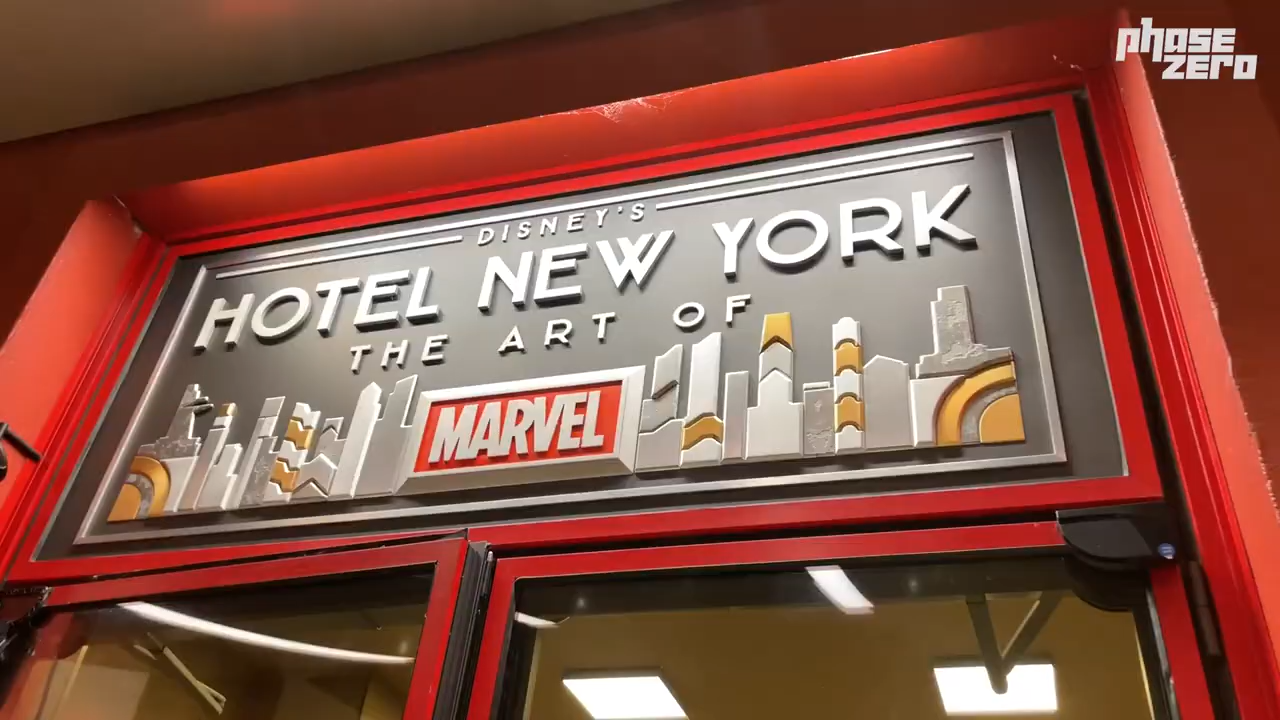 phase
zero
DISNEY'S
HOTEL NEW YORK
THE ART OF
MARVEL